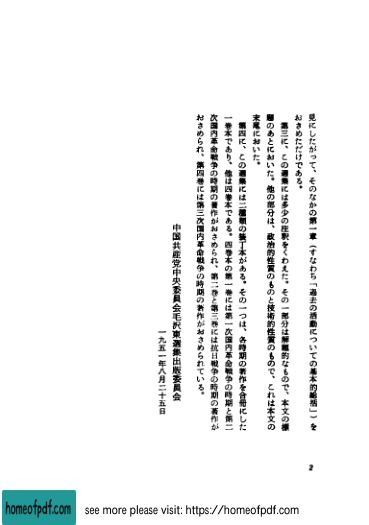 見にしたがって、そのなかの第一章（すなわち「過去の活動についての基本的総括」）を
おさめただけである。
第三に、この選集には多少の注釈をくわえた。その一部分は解題的なもので、本文の標
題のあとにおいた。他の部分は、政治的性質のものと技術的性質のもので、これは本文の
末尾においた。
第四に、この選集には二種類の装丁本がある。その一つは、各時期の著作を合冊にした
一巻本であり、他は四巻本である。四巻本の第一巻には第一次国内革命戦争の時期と第二
次国内革命戦争の時期の著作がおさめられ、第二巻と第三巻には抗日戦争の時期の著作が
おさめられ、第四巻には第三次国内革命戦争の時期の著作がおさめられている。
中国共産党中央委員会毛沢東選集出版委員会
一九五一年八月二十五日
2
homeofpdf.com
see more please visit: https://homeofpdf.com